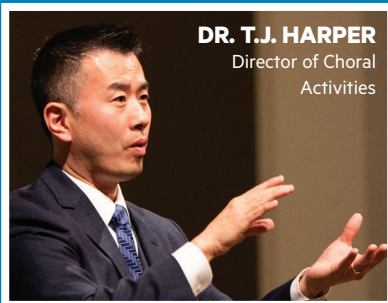 DR. T.J. HARPER
Director of Choral
Activities